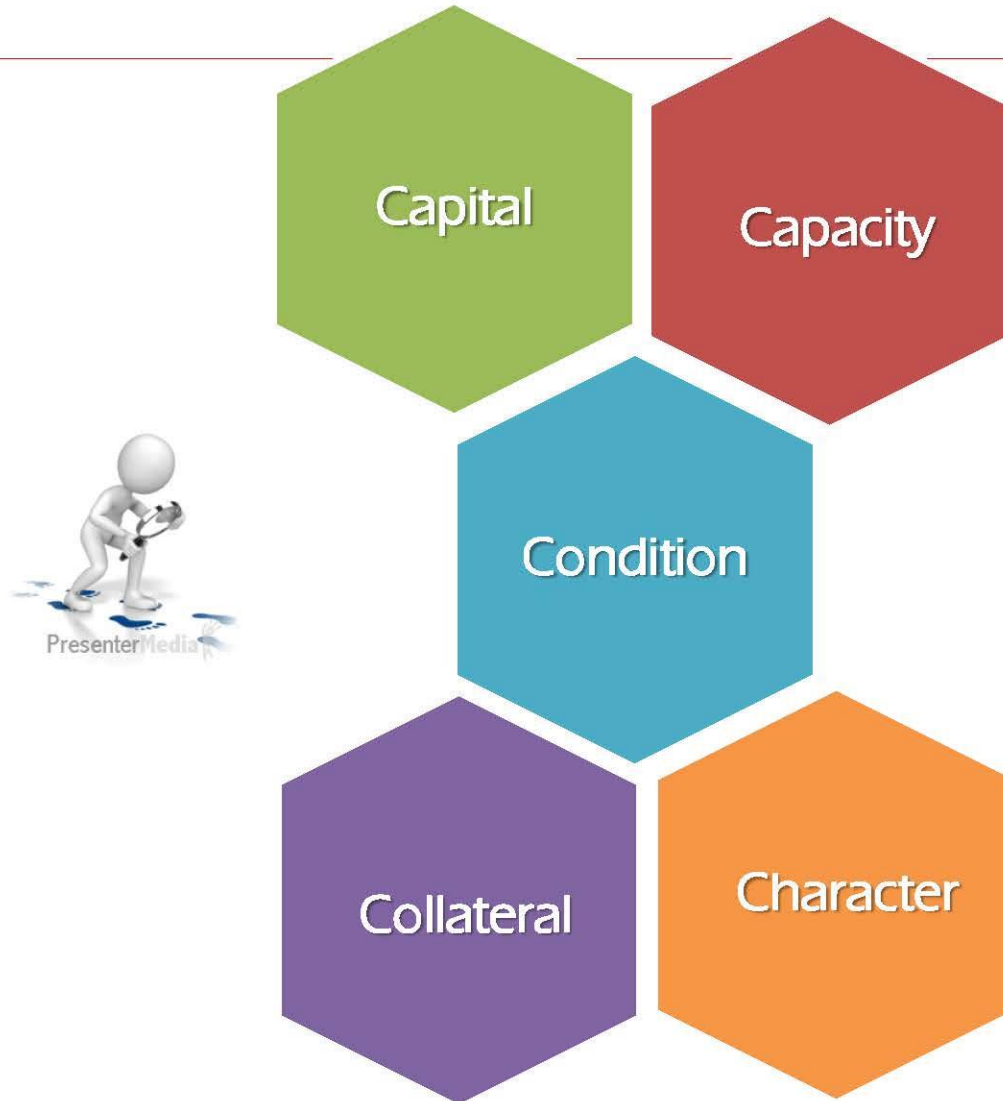 Capital
Capacity
Condition
PresenterMedia
Collateral
Character